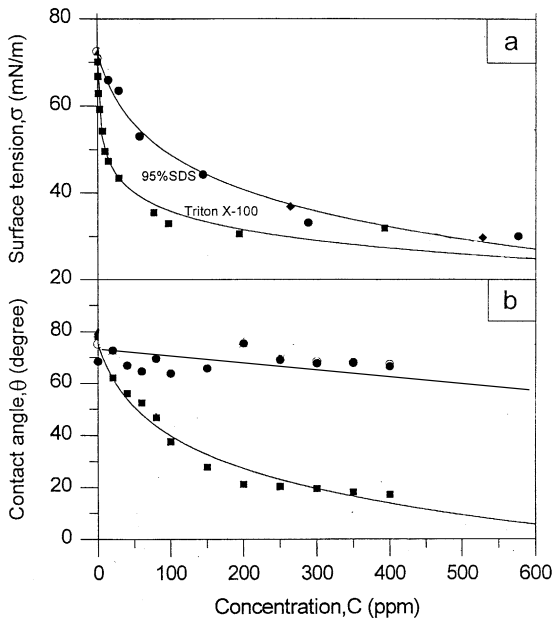 80
60
40
20
Surface tension,σ (mN/m)
a
95%SDS
Triton X-100
80
60
40
20
0
Contact angle,θ (degree)
b
0 100 200 300 400 500 600
Concentration,C (ppm)